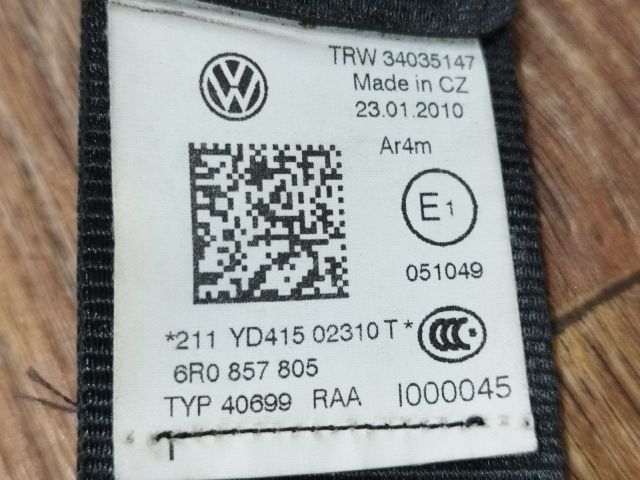 TRW 34035147
Made in CZ
23.01.2010
Ar4m
E1
051049
*211 YD415 02310 T*
CCC
6R0 857 805
TYP 40699 RAA I000045